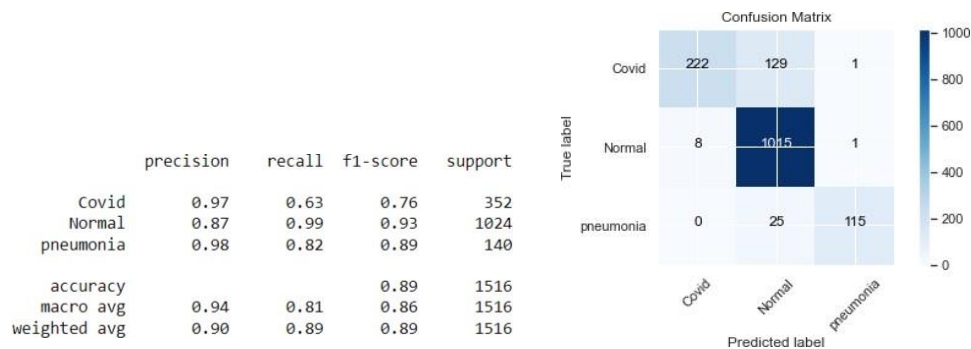 precision recall f1-score support
Covid 0.97 0.63 0.76 352
Normal 0.87 0.99 0.93 1024
pneumonia 0.98 0.82 0.89 140
accuracy 0.89 1516
macro avg 0.94 0.81 0.86 1516
weighted avg 0.90 0.89 0.89 1516
Confusion Matrix
True label
Covid 222 129 1
Normal 8 1015 1
pneumonia 0 25 115
Covid Normal pneumonia
Predicted label
1000
800
600
400
200
0